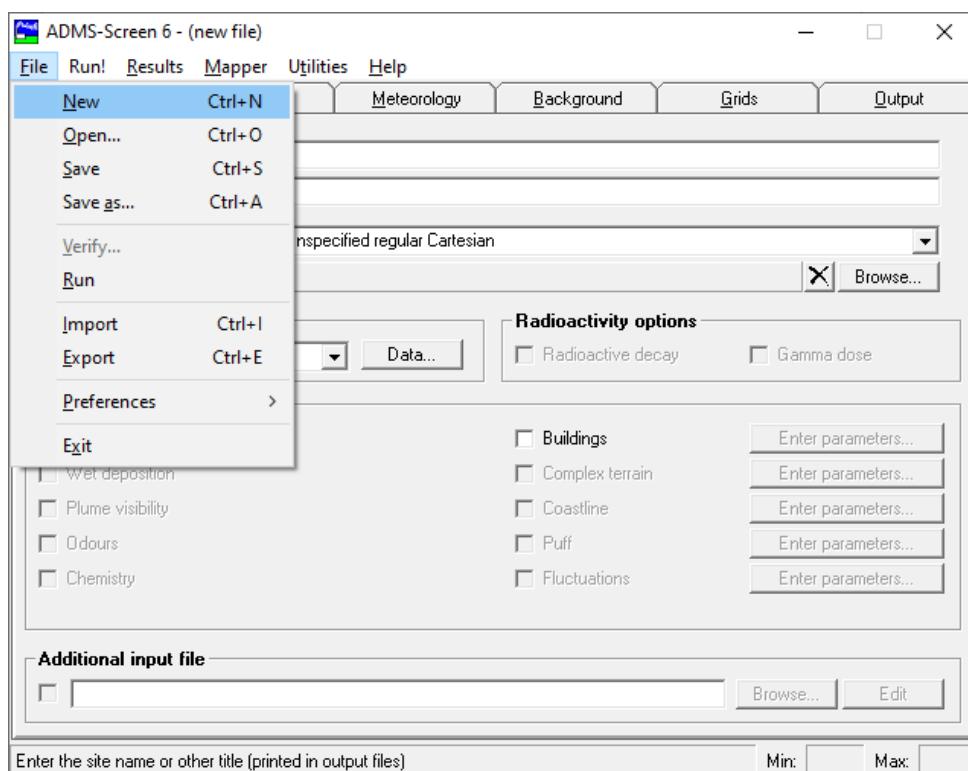 ADMS-Screen 6 - (new file)
File Run! Results Mapper Utilities Help
New Ctrl+N
Open... Ctrl+O
Save Ctrl+S
Save as... Ctrl+A
Verify...
Run
Import Ctrl+I
Export Ctrl+E
Preferences
Exit
Meteorology Background Grids Output
nspecified regular Cartesian
Browse...
Data...
Radioactivity options
Radioactive decay Gamma dose
Buildings Enter parameters...
Wet deposition Complex terrain Enter parameters...
Plume visibility Coastline Enter parameters...
Odours Puff Enter parameters...
Chemistry Fluctuations Enter parameters...
Additional input file
Browse... Edit
Enter the site name or other title (printed in output files) Min: Max: